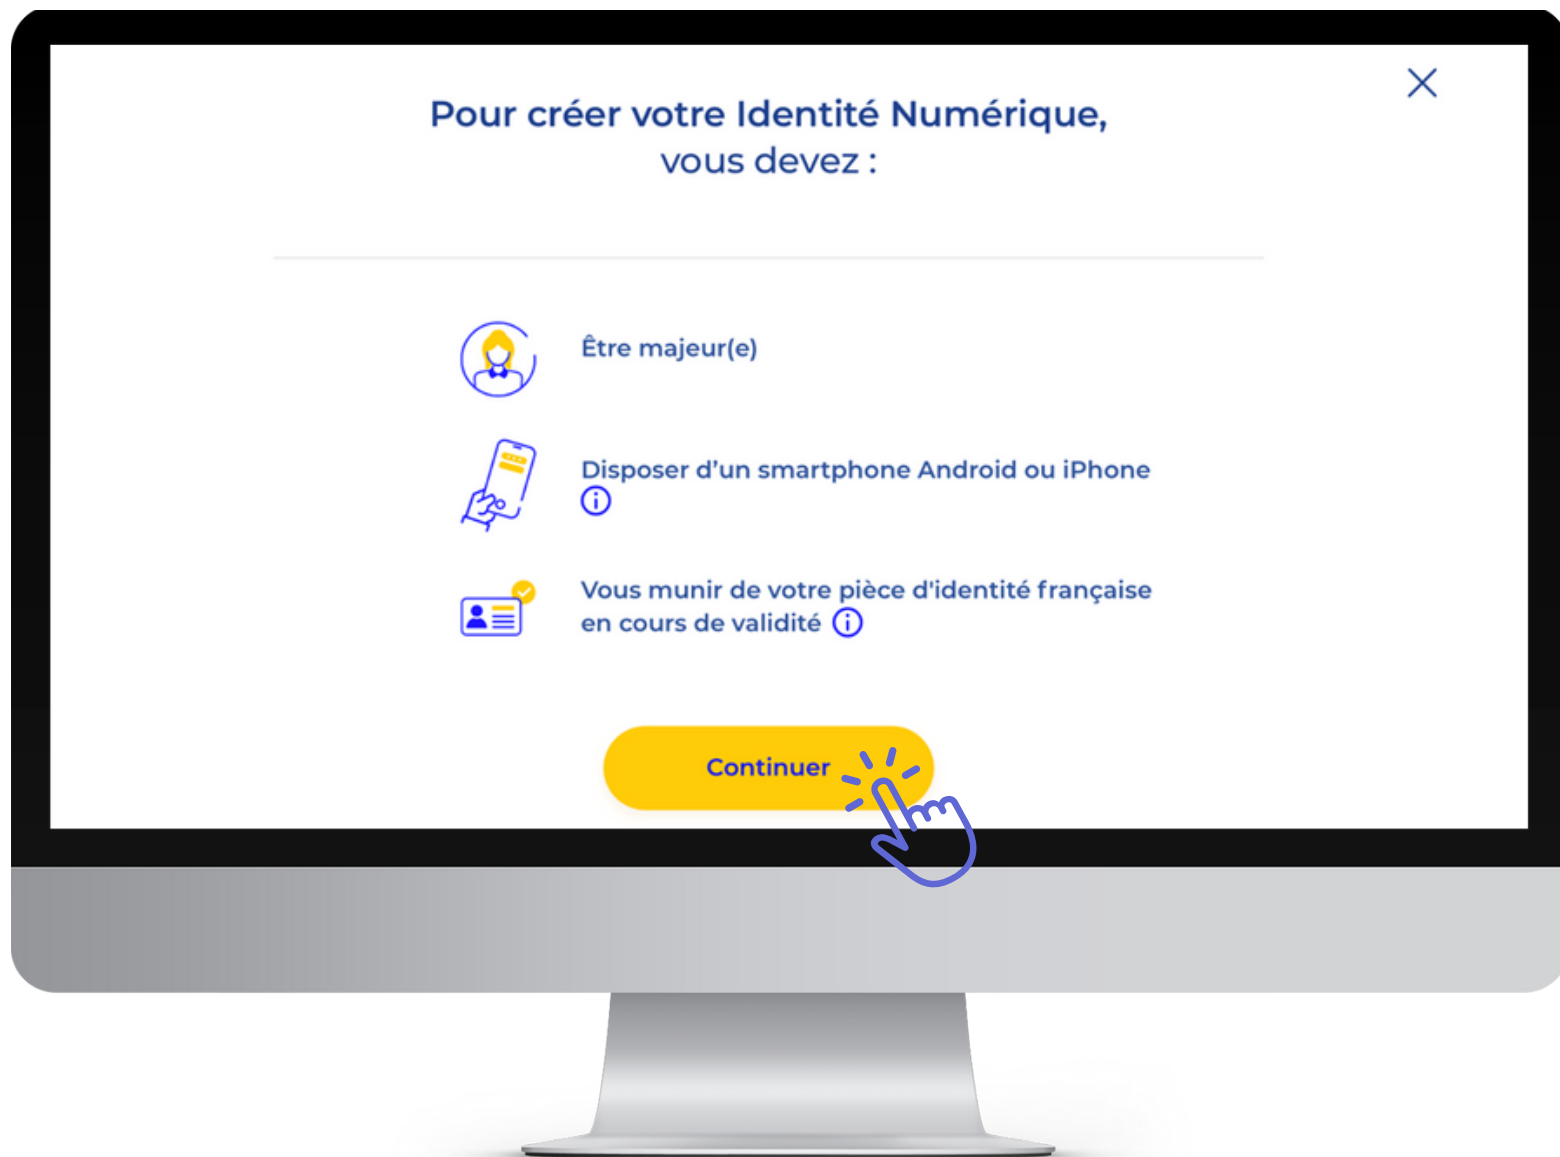 Pour créer votre Identité Numérique,
vous devez :
Être majeur(e)
Disposer d’un smartphone Android ou iPhone
Vous munir de votre pièce d'identité française
en cours de validité
Continuer